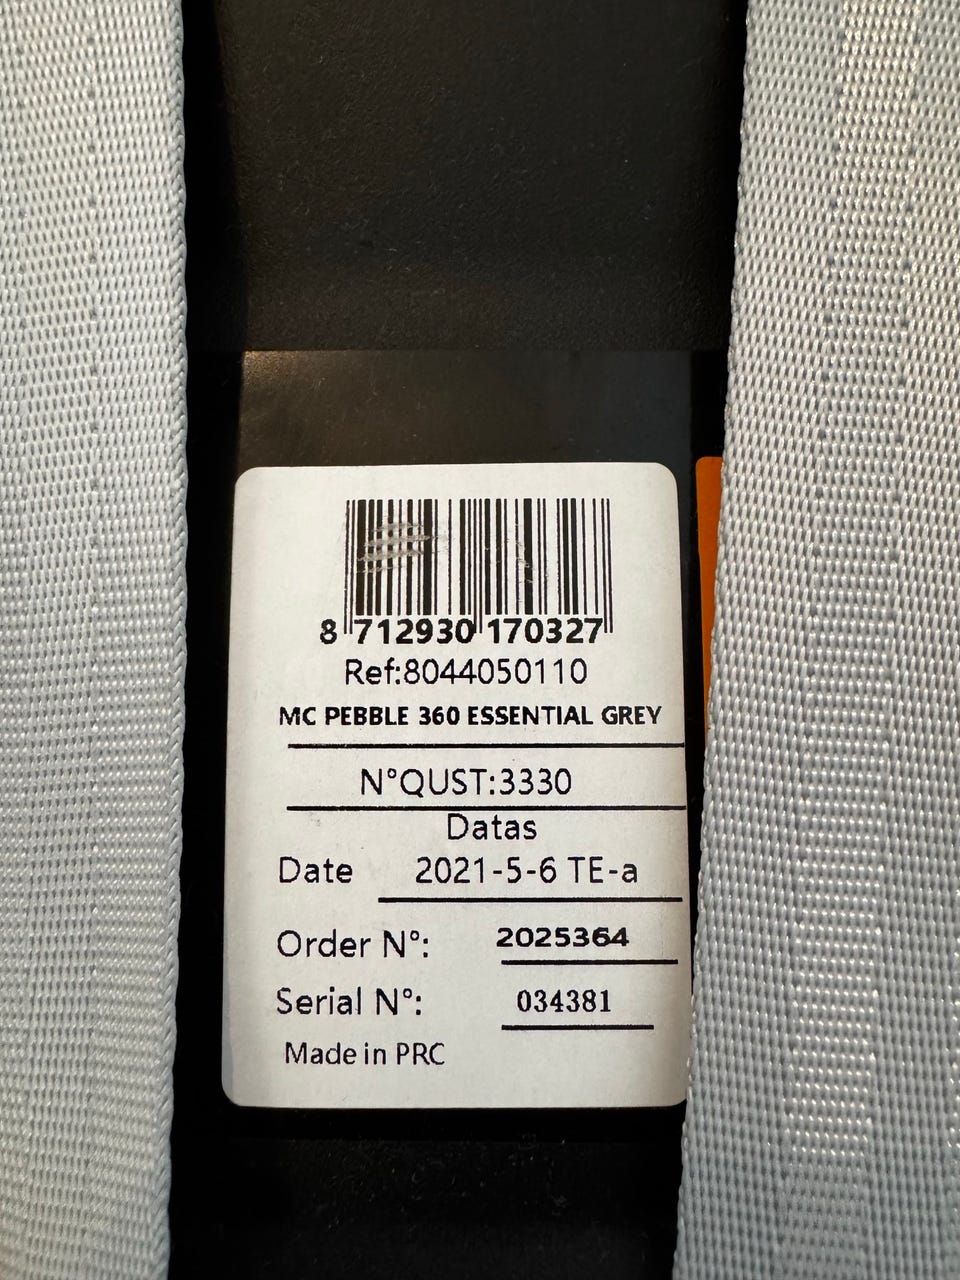 8 712930 170327
Ref:8044050110
MC PEBBLE 360 ESSENTIAL GREY
N°QUST:3330
Datas
Date 2021-5-6 TE-a
Order N°: 2025364
Serial N°: 034381
Made in PRC